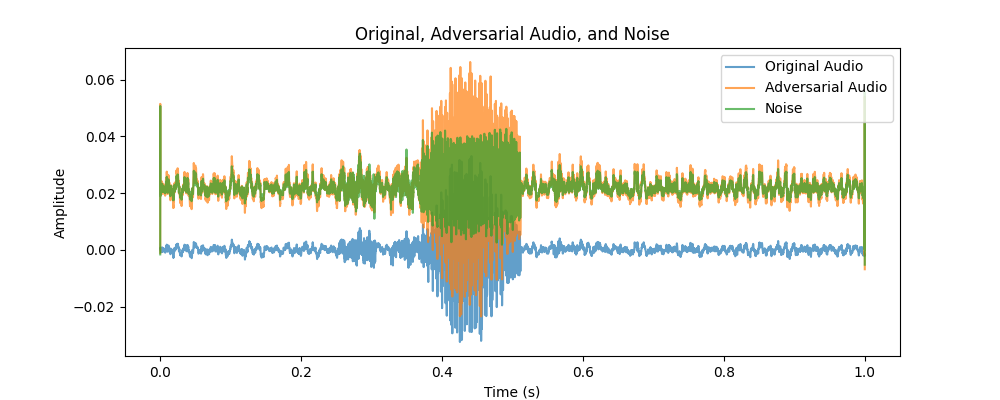 Original, Adversarial Audio, and Noise
Original Audio
Adversarial Audio
Noise
Amplitude
0.06
0.04
0.02
0.00
−0.02
0.0 0.2 0.4 0.6 0.8 1.0
Time (s)